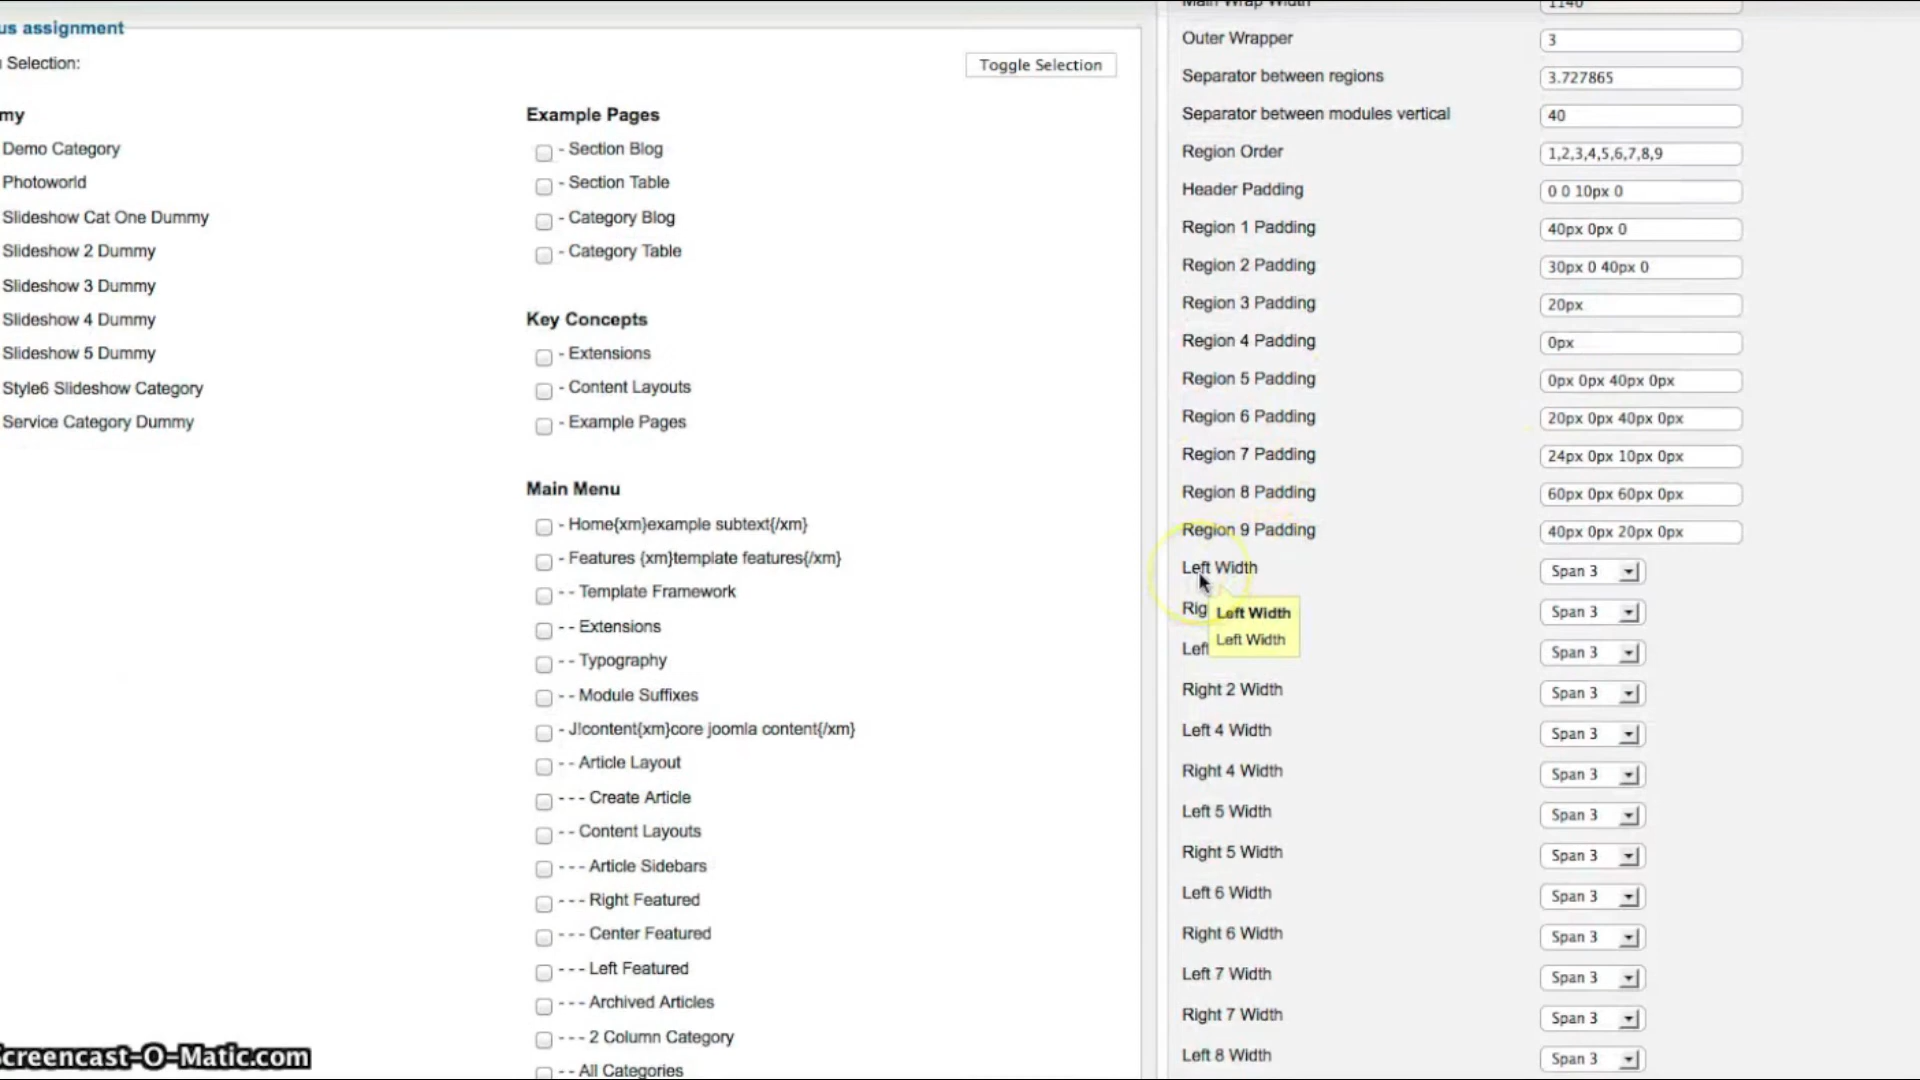 us assignment
Selection:
Toggle Selection
my
Demo Category
Photoworld
Slideshow Cat One Dummy
Slideshow 2 Dummy
Slideshow 3 Dummy
Slideshow 4 Dummy
Slideshow 5 Dummy
Style6 Slideshow Category
Service Category Dummy
Example Pages
- Section Blog
- Section Table
- Category Blog
- Category Table
Key Concepts
- Extensions
- Content Layouts
- Example Pages
Main Menu
- Home{xm}example subtext{/xm}
- Features {xm}template features{/xm}
- - Template Framework
- - Extensions
- - Typography
- - Module Suffixes
- J!content{xm}core joomla content{/xm}
- - Article Layout
- - - Create Article
- - Content Layouts
- - - Article Sidebars
- - - Right Featured
- - - Center Featured
- - - Left Featured
- - - Archived Articles
- - - 2 Column Category
- - All Categories
Main Wrap Width 1140
Outer Wrapper 3
Separator between regions 3.727865
Separator between modules vertical 40
Region Order 1,2,3,4,5,6,7,8,9
Header Padding 0 0 10px 0
Region 1 Padding 40px 0px 0
Region 2 Padding 30px 0 40px 0
Region 3 Padding 20px
Region 4 Padding 0px
Region 5 Padding 0px 0px 40px 0px
Region 6 Padding 20px 0px 40px 0px
Region 7 Padding 24px 0px 10px 0px
Region 8 Padding 60px 0px 60px 0px
Region 9 Padding 40px 0px 20px 0px
Left Width Span 3
Rig Span 3
Left Width
Left Width
Left Span 3
Right 2 Width Span 3
Left 4 Width Span 3
Right 4 Width Span 3
Left 5 Width Span 3
Right 5 Width Span 3
Left 6 Width Span 3
Right 6 Width Span 3
Left 7 Width Span 3
Right 7 Width Span 3
Left 8 Width Span 3
Screencast-O-Matic.com